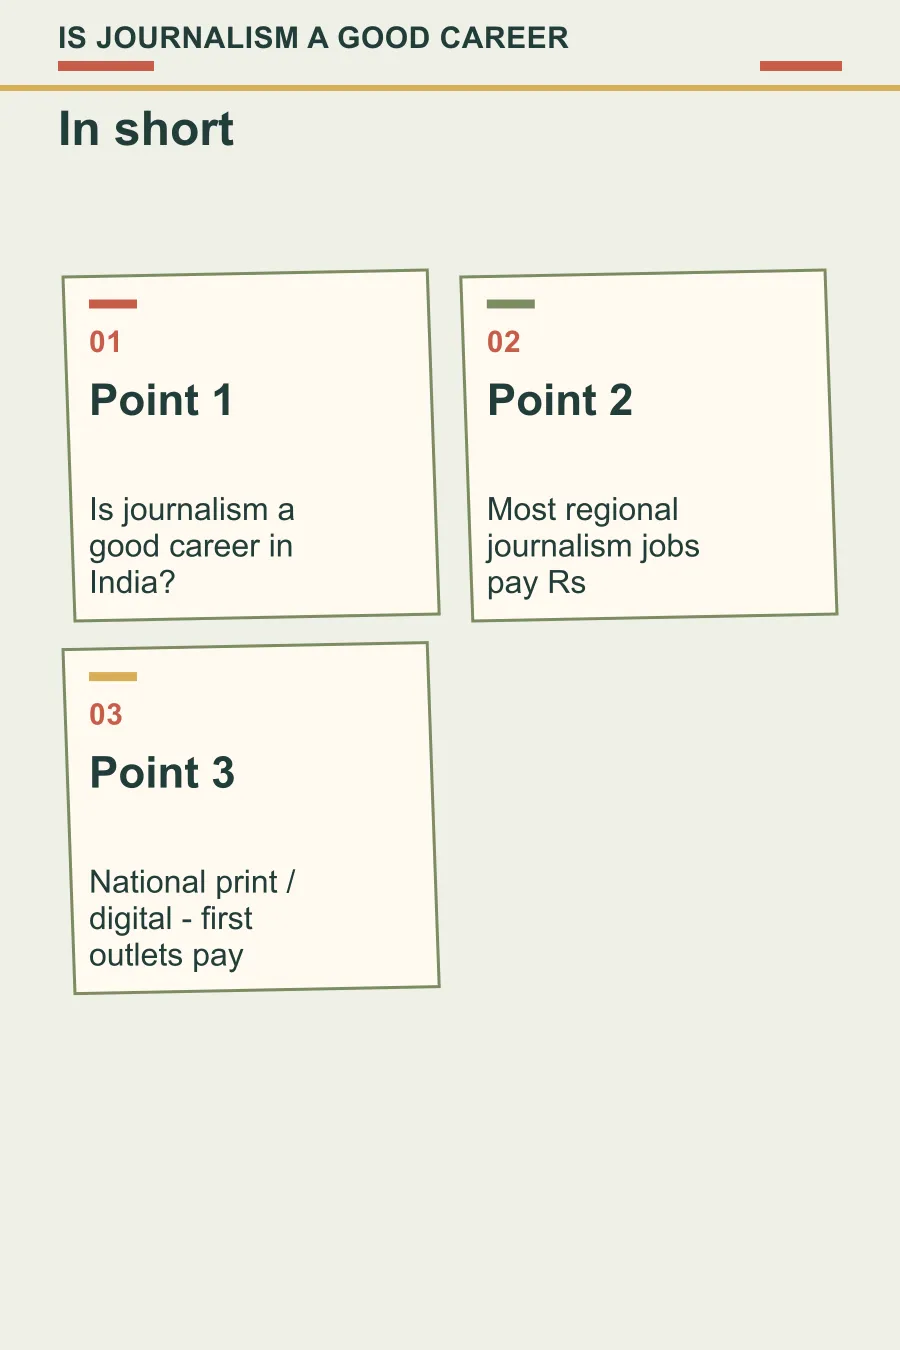 IS JOURNALISM A GOOD CAREER
In short
01
Point 1
Is journalism a
good career in
India?
02
Point 2
Most regional
journalism jobs
pay Rs
03
Point 3
National print /
digital - first
outlets pay